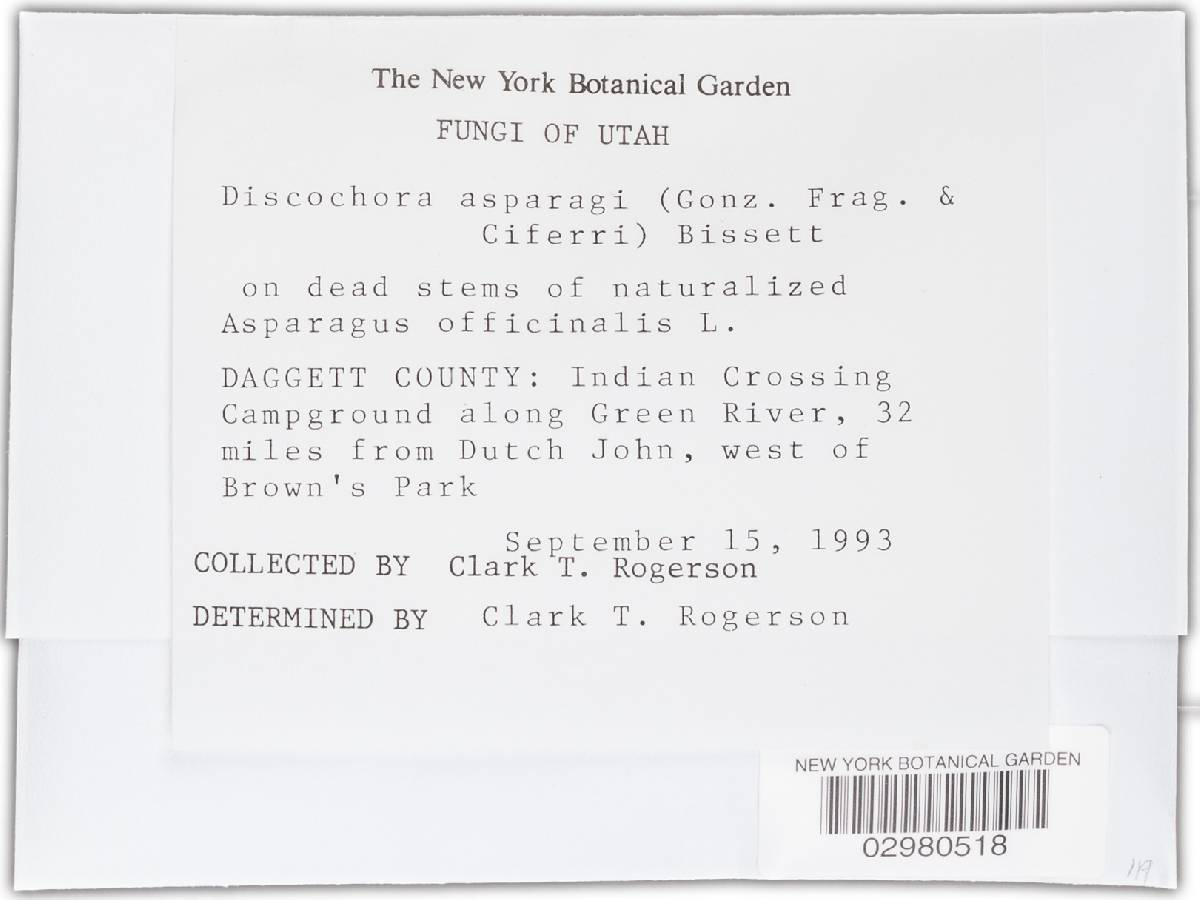 The New York Botanical Garden
FUNGI OF UTAH
Discochora asparagi (Gonz. Frag. &
Ciferri) Bissett
on dead stems of naturalized
Asparagus officinalis L.
DAGGETT COUNTY: Indian Crossing
Campground along Green River, 32
miles from Dutch John, west of
Brown's Park
September 15, 1993
COLLECTED BY Clark T. Rogerson
DETERMINED BY Clark T. Rogerson
NEW YORK BOTANICAL GARDEN
02980518